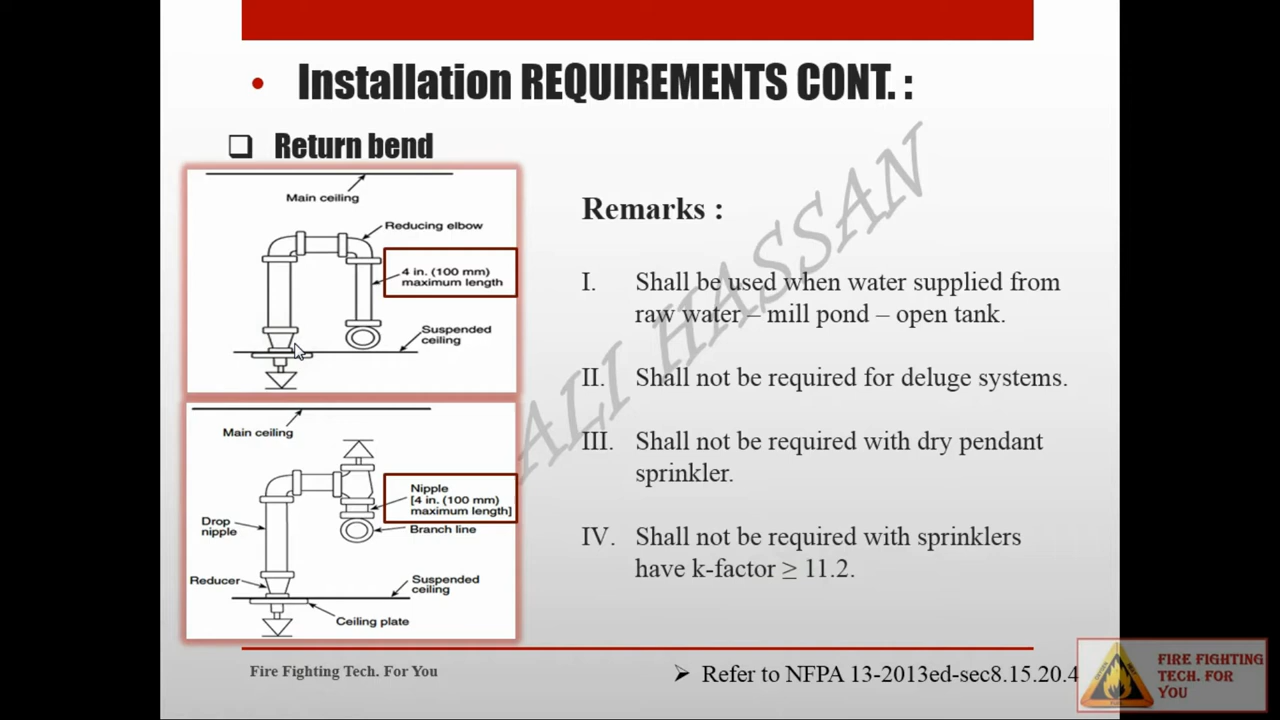 • Installation REQUIREMENTS CONT. :
❑ Return bend
Main ceiling
Reducing elbow
4 in. (100 mm)
maximum length
Suspended
ceiling
Main ceiling
Nipple
[4 in. (100 mm)
maximum length]
Drop
nipple
Branch line
Reducer
Suspended
ceiling
Ceiling plate
Remarks :
I. Shall be used when water supplied from
raw water – mill pond – open tank.
II. Shall not be required for deluge systems.
III. Shall not be required with dry pendant
sprinkler.
IV. Shall not be required with sprinklers
have k-factor ≥ 11.2.
ALI HASSAN
Fire Fighting Tech. For You
➢ Refer to NFPA 13-2013ed-sec8.15.20.4
FIRE FIGHTING
TECH. FOR
YOU